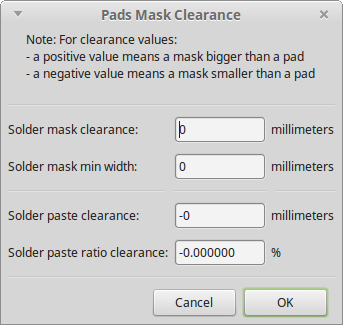 Pads Mask Clearance
Note: For clearance values:
- a positive value means a mask bigger than a pad
- a negative value means a mask smaller than a pad
Solder mask clearance: 0 millimeters
Solder mask min width: 0 millimeters
Solder paste clearance: -0 millimeters
Solder paste ratio clearance: -0.000000 %
Cancel OK